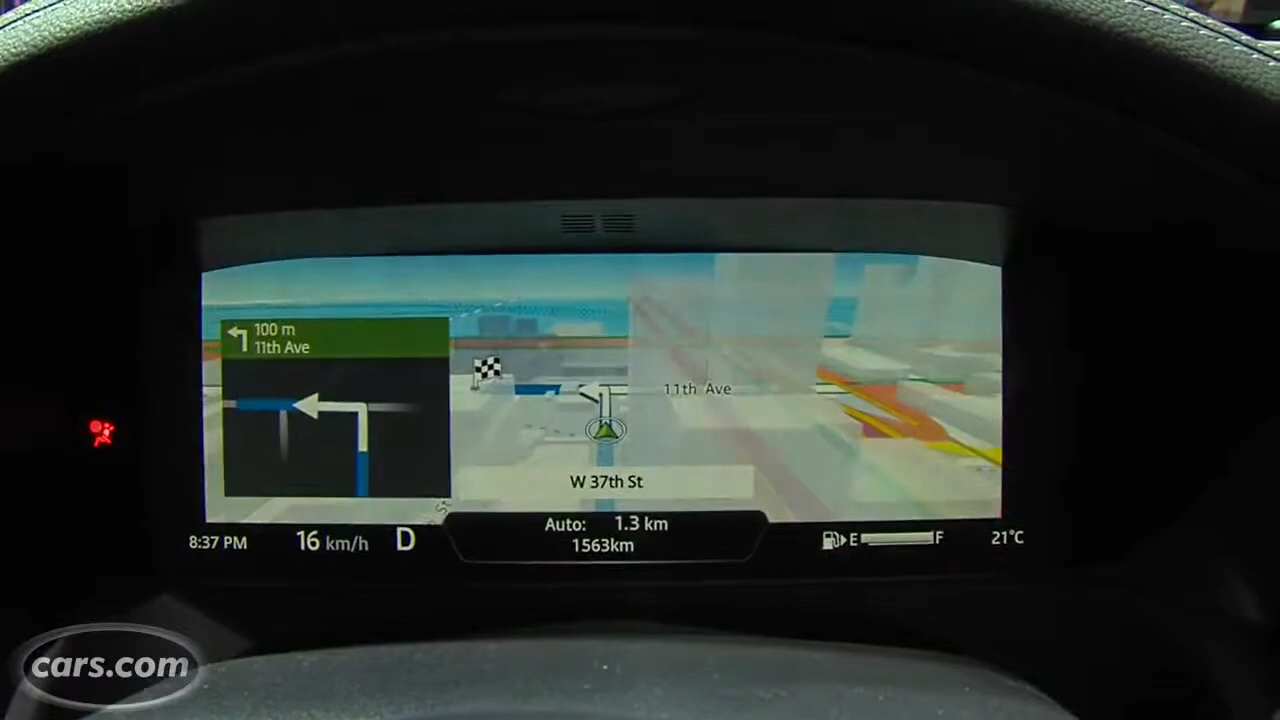 100 m
11th Ave
11th Ave
W 37th St
St
Auto: 1.3 km
1563km
8:37 PM 16 km/h D
E F 21°C
cars.com